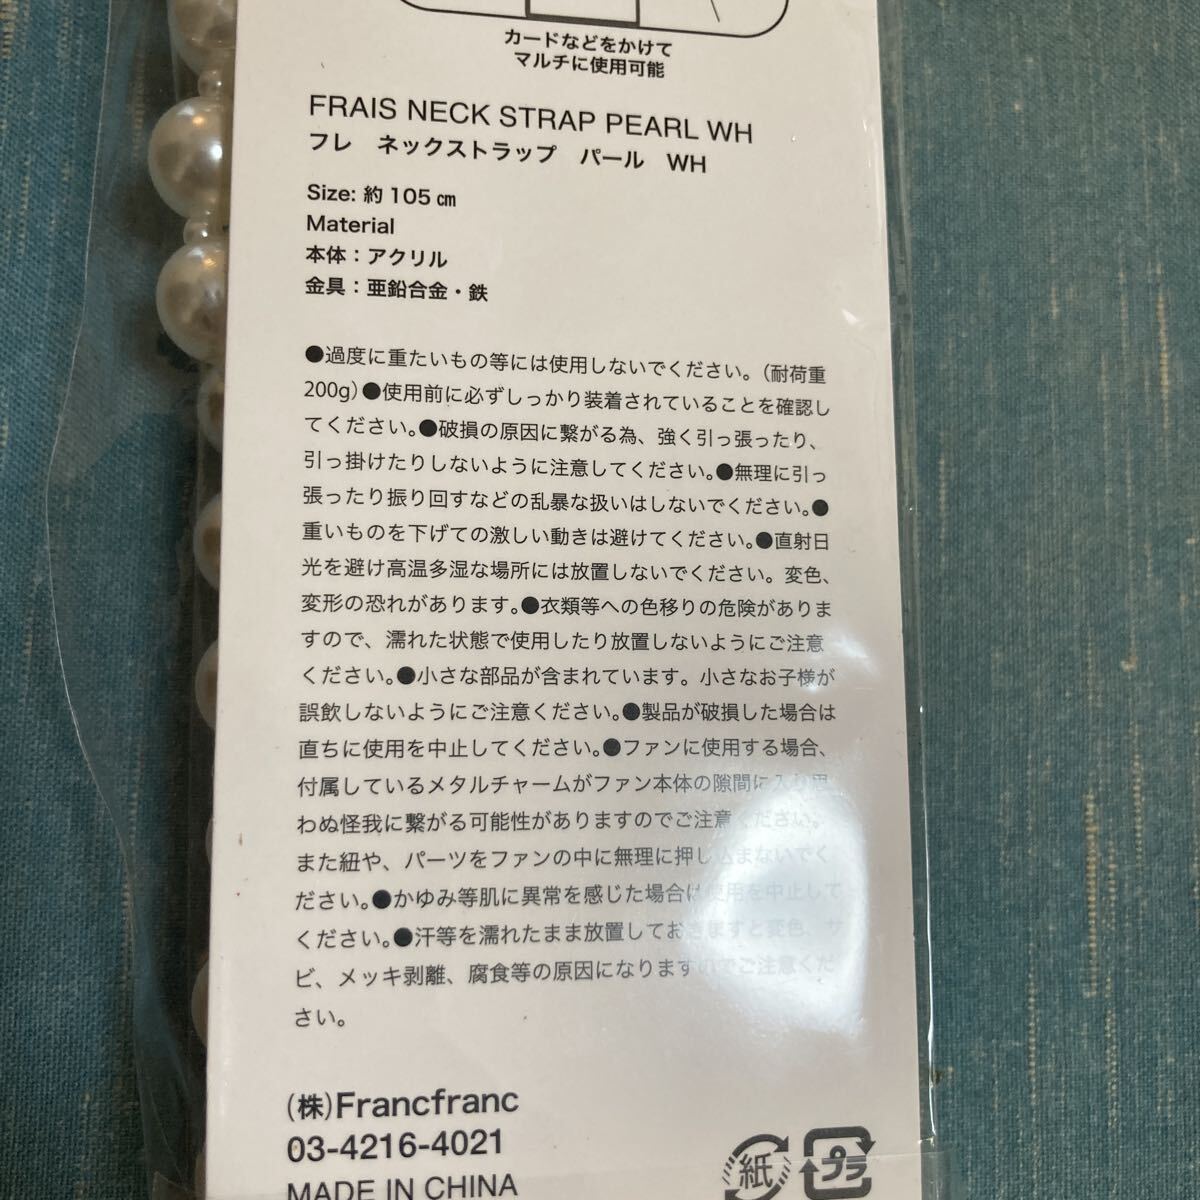 カードなどをかけて
マルチに使用可能
FRAIS NECK STRAP PEARL WH
フレ　ネックストラップ　パール　WH
Size: 約 105 ㎝
Material
本体：アクリル
金具：亜鉛合金・鉄
●過度に重たいもの等には使用しないでください。（耐荷重
200g）●使用前に必ずしっかり装着されていることを確認し
てください。●破損の原因に繋がる為、強く引っ張ったり、
引っ掛けたりしないように注意してください。●無理に引っ
張ったり振り回すなどの乱暴な扱いはしないでください。●
重いものを下げての激しい動きは避けてください。●直射日
光を避け高温多湿な場所には放置しないでください。変色、
変形の恐れがあります。●衣類等への色移りの危険がありま
すので、濡れた状態で使用したり放置しないようにご注意
ください。●小さな部品が含まれています。小さなお子様が
誤飲しないようにご注意ください。●製品が破損した場合は
直ちに使用を中止してください。●ファンに使用する場合、
付属しているメタルチャームがファン本体の隙間に入り思
わぬ怪我に繋がる可能性がありますのでご注意ください。
また紐や、パーツをファンの中に無理に押し込まないでく
ださい。●かゆみ等肌に異常を感じた場合は使用を中止して
ください。●汗等を濡れたまま放置しておきますと変色、サ
ビ、メッキ剥離、腐食等の原因になりますのでご注意くだ
さい。
(株)Francfranc
03-4216-4021
MADE IN CHINA
紙 プラ